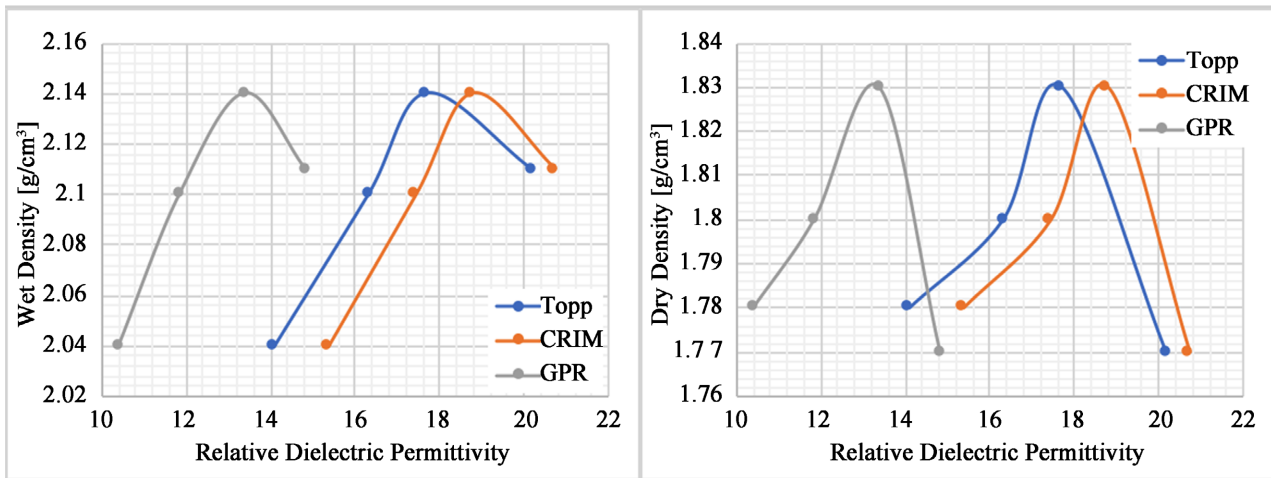 2.16
2.14
2.12
2.1
2.08
2.06
2.04
2.02
Wet Density [g/cm³]
10 12 14 16 18 20 22
Relative Dielectric Permittivity
Topp
CRIM
GPR
1.84
1.83
1.82
1.81
1.8
1.79
1.78
1.77
1.76
Dry Density [g/cm³]
10 12 14 16 18 20 22
Relative Dielectric Permittivity
Topp
CRIM
GPR